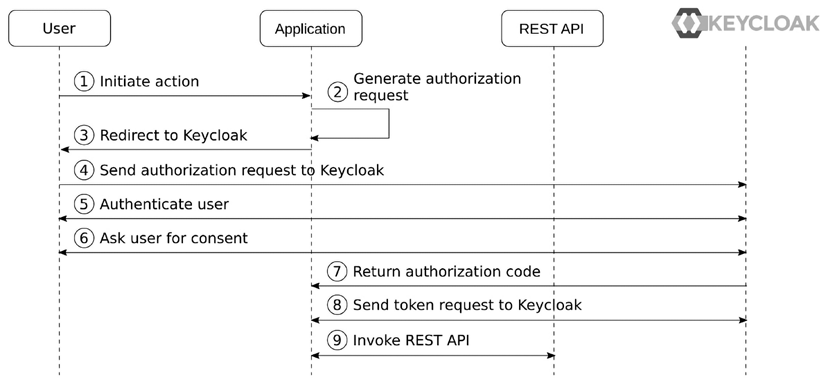 User
Application
REST API
KEYCLOAK
1 Initiate action
2 Generate authorization
request
3 Redirect to Keycloak
4 Send authorization request to Keycloak
5 Authenticate user
6 Ask user for consent
7 Return authorization code
8 Send token request to Keycloak
9 Invoke REST API